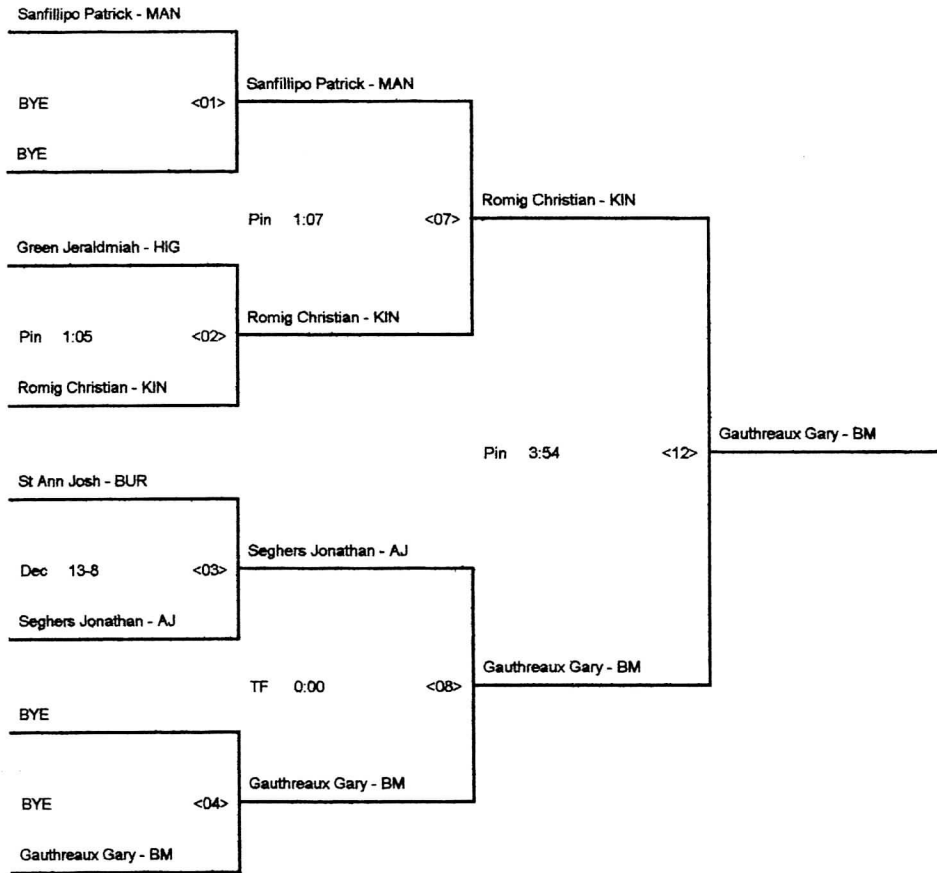 Sanfillipo Patrick - MAN
Sanfillipo Patrick - MAN
BYE <01>
BYE
Romig Christian - KIN
Pin 1:07 <07>
Green Jeraldmiah - HIG
Romig Christian - KIN
Pin 1:05 <02>
Romig Christian - KIN
Gauthreaux Gary - BM
Pin 3:54 <12>
St Ann Josh - BUR
Seghers Jonathan - AJ
Dec 13-8 <03>
Seghers Jonathan - AJ
Gauthreaux Gary - BM
TF 0:00 <08>
BYE
Gauthreaux Gary - BM
BYE <04>
Gauthreaux Gary - BM